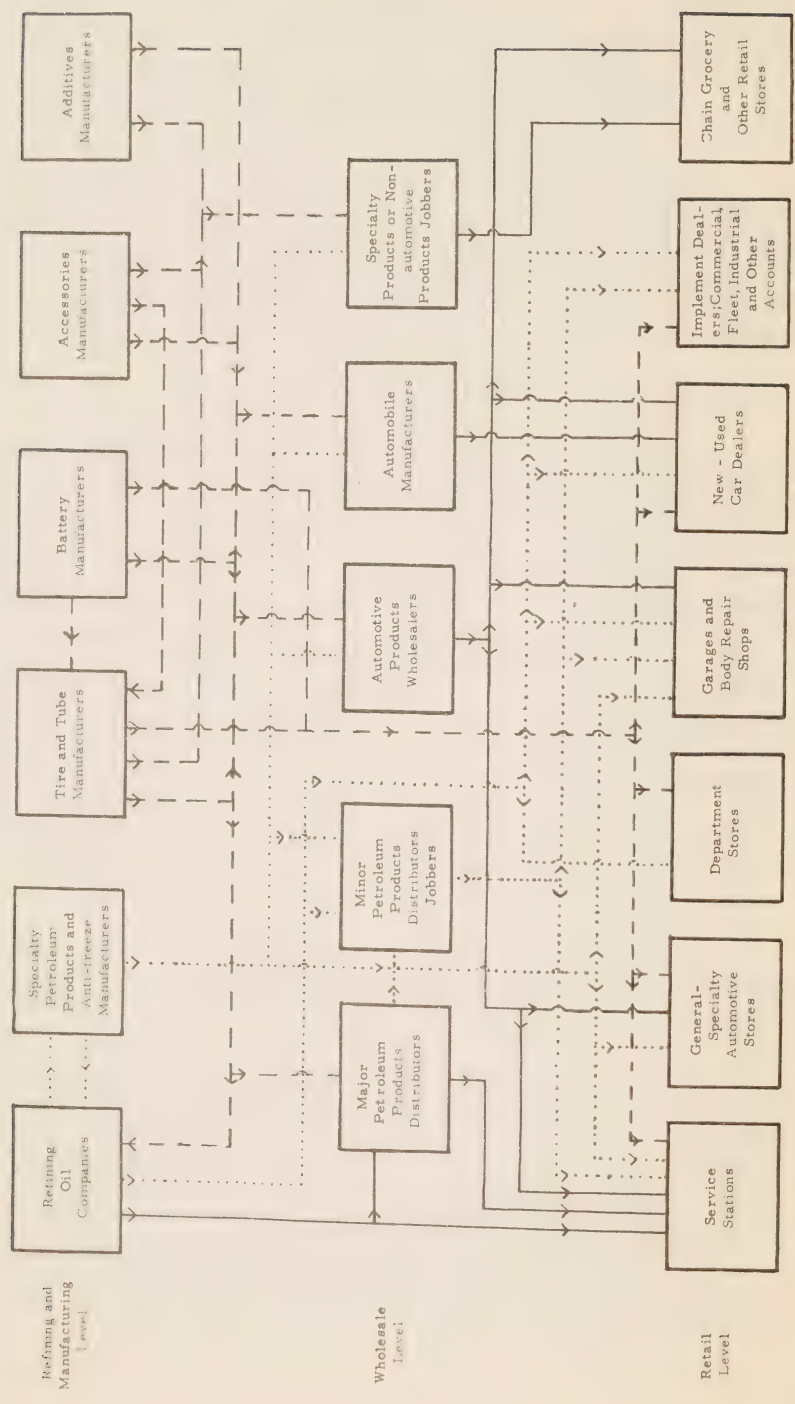 Refining and
Manufacturing
Level
Refining
Oil
Companies
Specialty
Petroleum
Products and
Anti-freeze
Manufacturers
Tire and Tube
Manufacturers
Battery
Manufacturers
Accessories
Manufacturers
Additives
Manufacturers
Wholesale
Level
Major
Petroleum
Products
Distributors
Minor
Petroleum
Products
Distributors
Jobbers
Automotive
Products
Wholesalers
Automobile
Manufacturers
Specialty
Products or Non-
automotive
Products Jobbers
Retail
Level
Service
Stations
General-
Specialty
Automotive
Stores
Department
Stores
Garages and
Body Repair
Shops
New - Used
Car Dealers
Implement Deal-
ers;Commercial,
Fleet, Industrial
and Other
Accounts
Chain Grocery
and
Other Retail
Stores